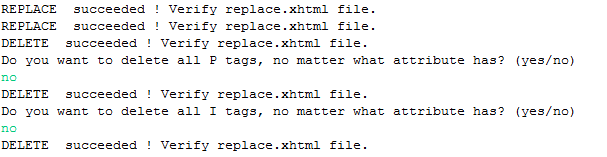 REPLACE  succeeded ! Verify replace.xhtml file.
REPLACE  succeeded ! Verify replace.xhtml file.
DELETE  succeeded ! Verify replace.xhtml file.
Do you want to delete all P tags, no matter what attribute has? (yes/no)
no
DELETE  succeeded ! Verify replace.xhtml file.
Do you want to delete all I tags, no matter what attribute has? (yes/no)
no
DELETE  succeeded ! Verify replace.xhtml file.